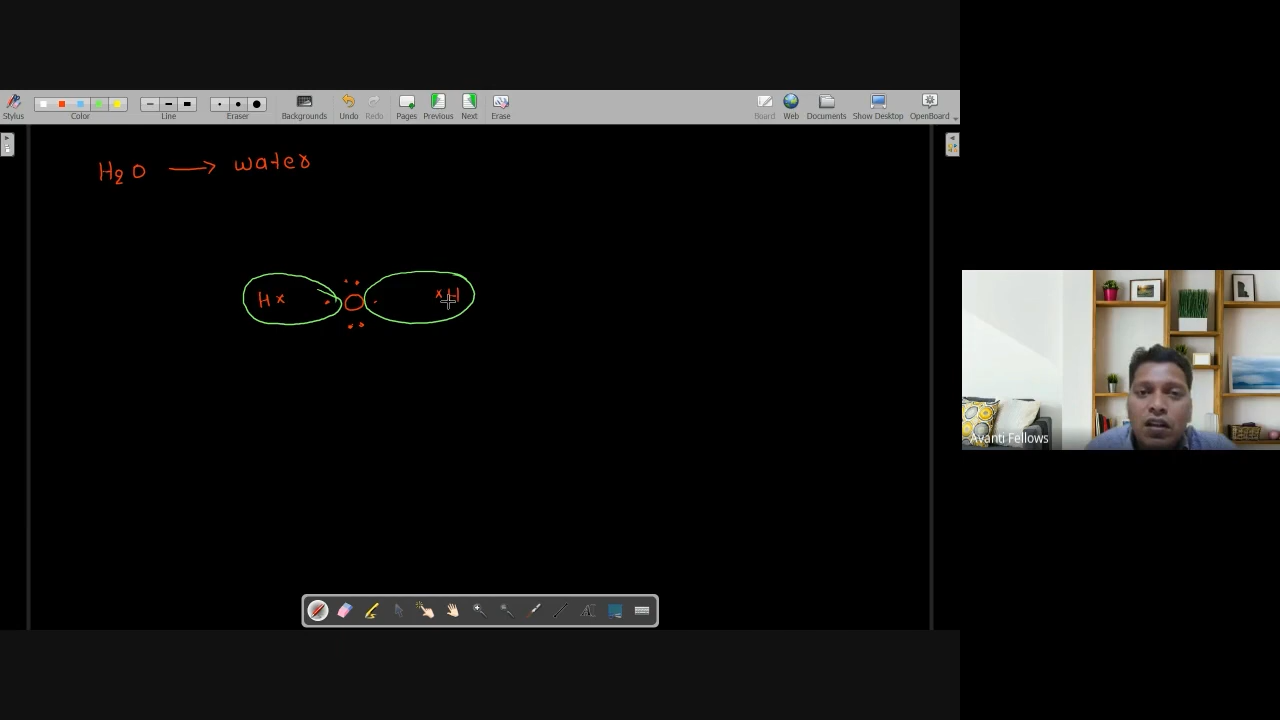 Stylus
Color
Line
Eraser
Backgrounds
Undo
Redo
Pages
Previous
Next
Erase
Board
Web
Documents
Show Desktop
OpenBoard
H2O → water
H× · O · ×H
Avanti Fellows